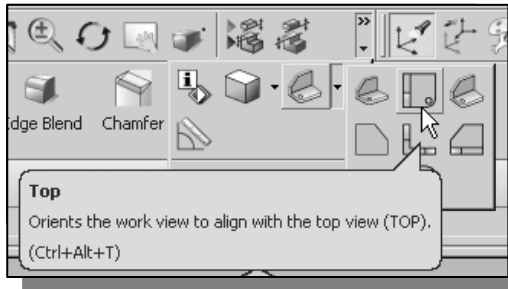 dge Blend Chamfer
Top
Orients the work view to align with the top view (TOP).
(Ctrl+Alt+T)